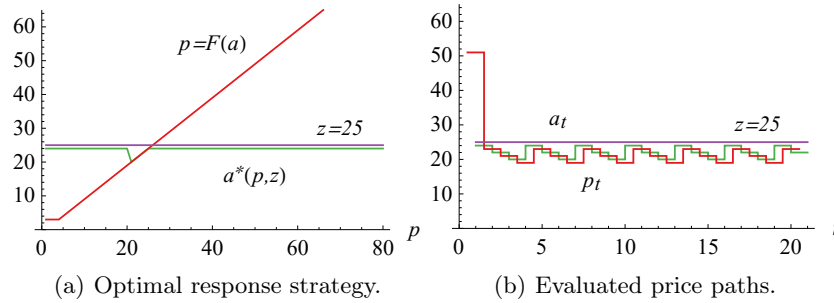 60
50
40
30
20
10
0
20
40
60
80
p
p=F(a)
z=25
a*(p,z)
(a) Optimal response strategy.
60
50
40
30
20
10
0
5
10
15
20
a_t
z=25
p_t
(b) Evaluated price paths.